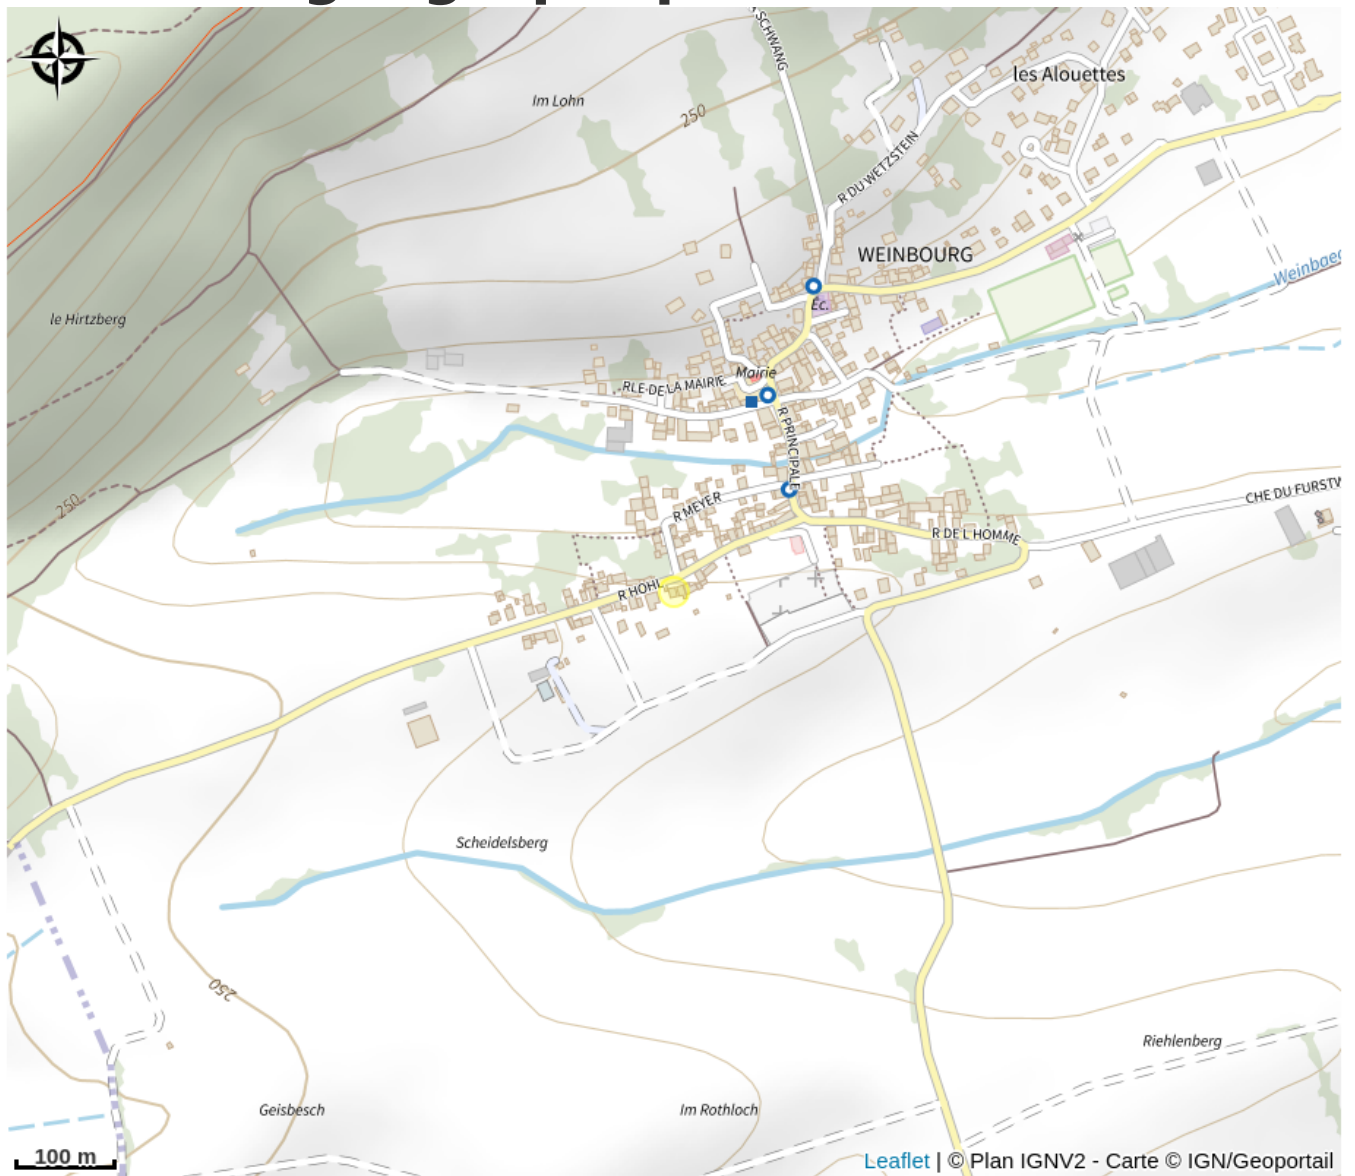 SCHWANG
les Alouettes
Im Lohn
250
R DU WETZSTEIN
WEINBOURG
Weinbaec
Éc.
le Hirtzberg
Mairie
RLE DE LA MAIRIE
R PRINCIPALE
250
R MEYER
CHE DU FURSTW
R DE L HOMME
R HOHL
Scheidelsberg
250
Riehlenberg
Geisbesch
Im Rothloch
100 m
Leaflet | © Plan IGNV2 - Carte © IGN/Geoportail